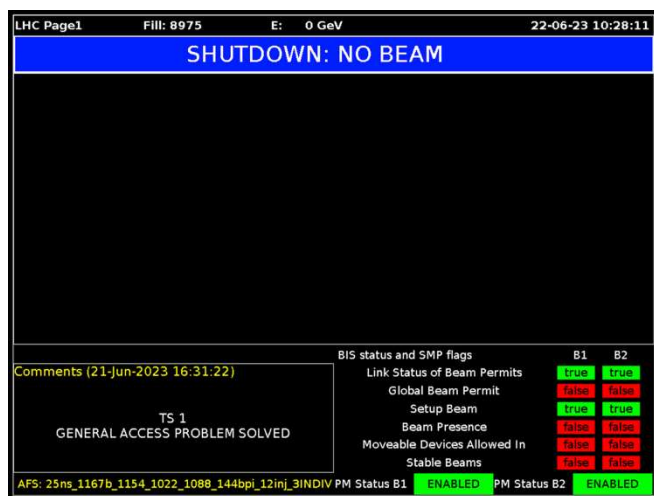 LHC Page1 Fill: 8975 E: 0 GeV 22-06-23 10:28:11
SHUTDOWN: NO BEAM
BIS status and SMP flags B1 B2
Comments (21-Jun-2023 16:31:22)
Link Status of Beam Permits true true
Global Beam Permit false false
TS 1
Setup Beam true true
GENERAL ACCESS PROBLEM SOLVED
Beam Presence false false
Moveable Devices Allowed In false false
Stable Beams false false
AFS: 25ns_1167b_1154_1022_1088_144bpi_12inj_3INDIV PM Status B1 ENABLED PM Status B2 ENABLED